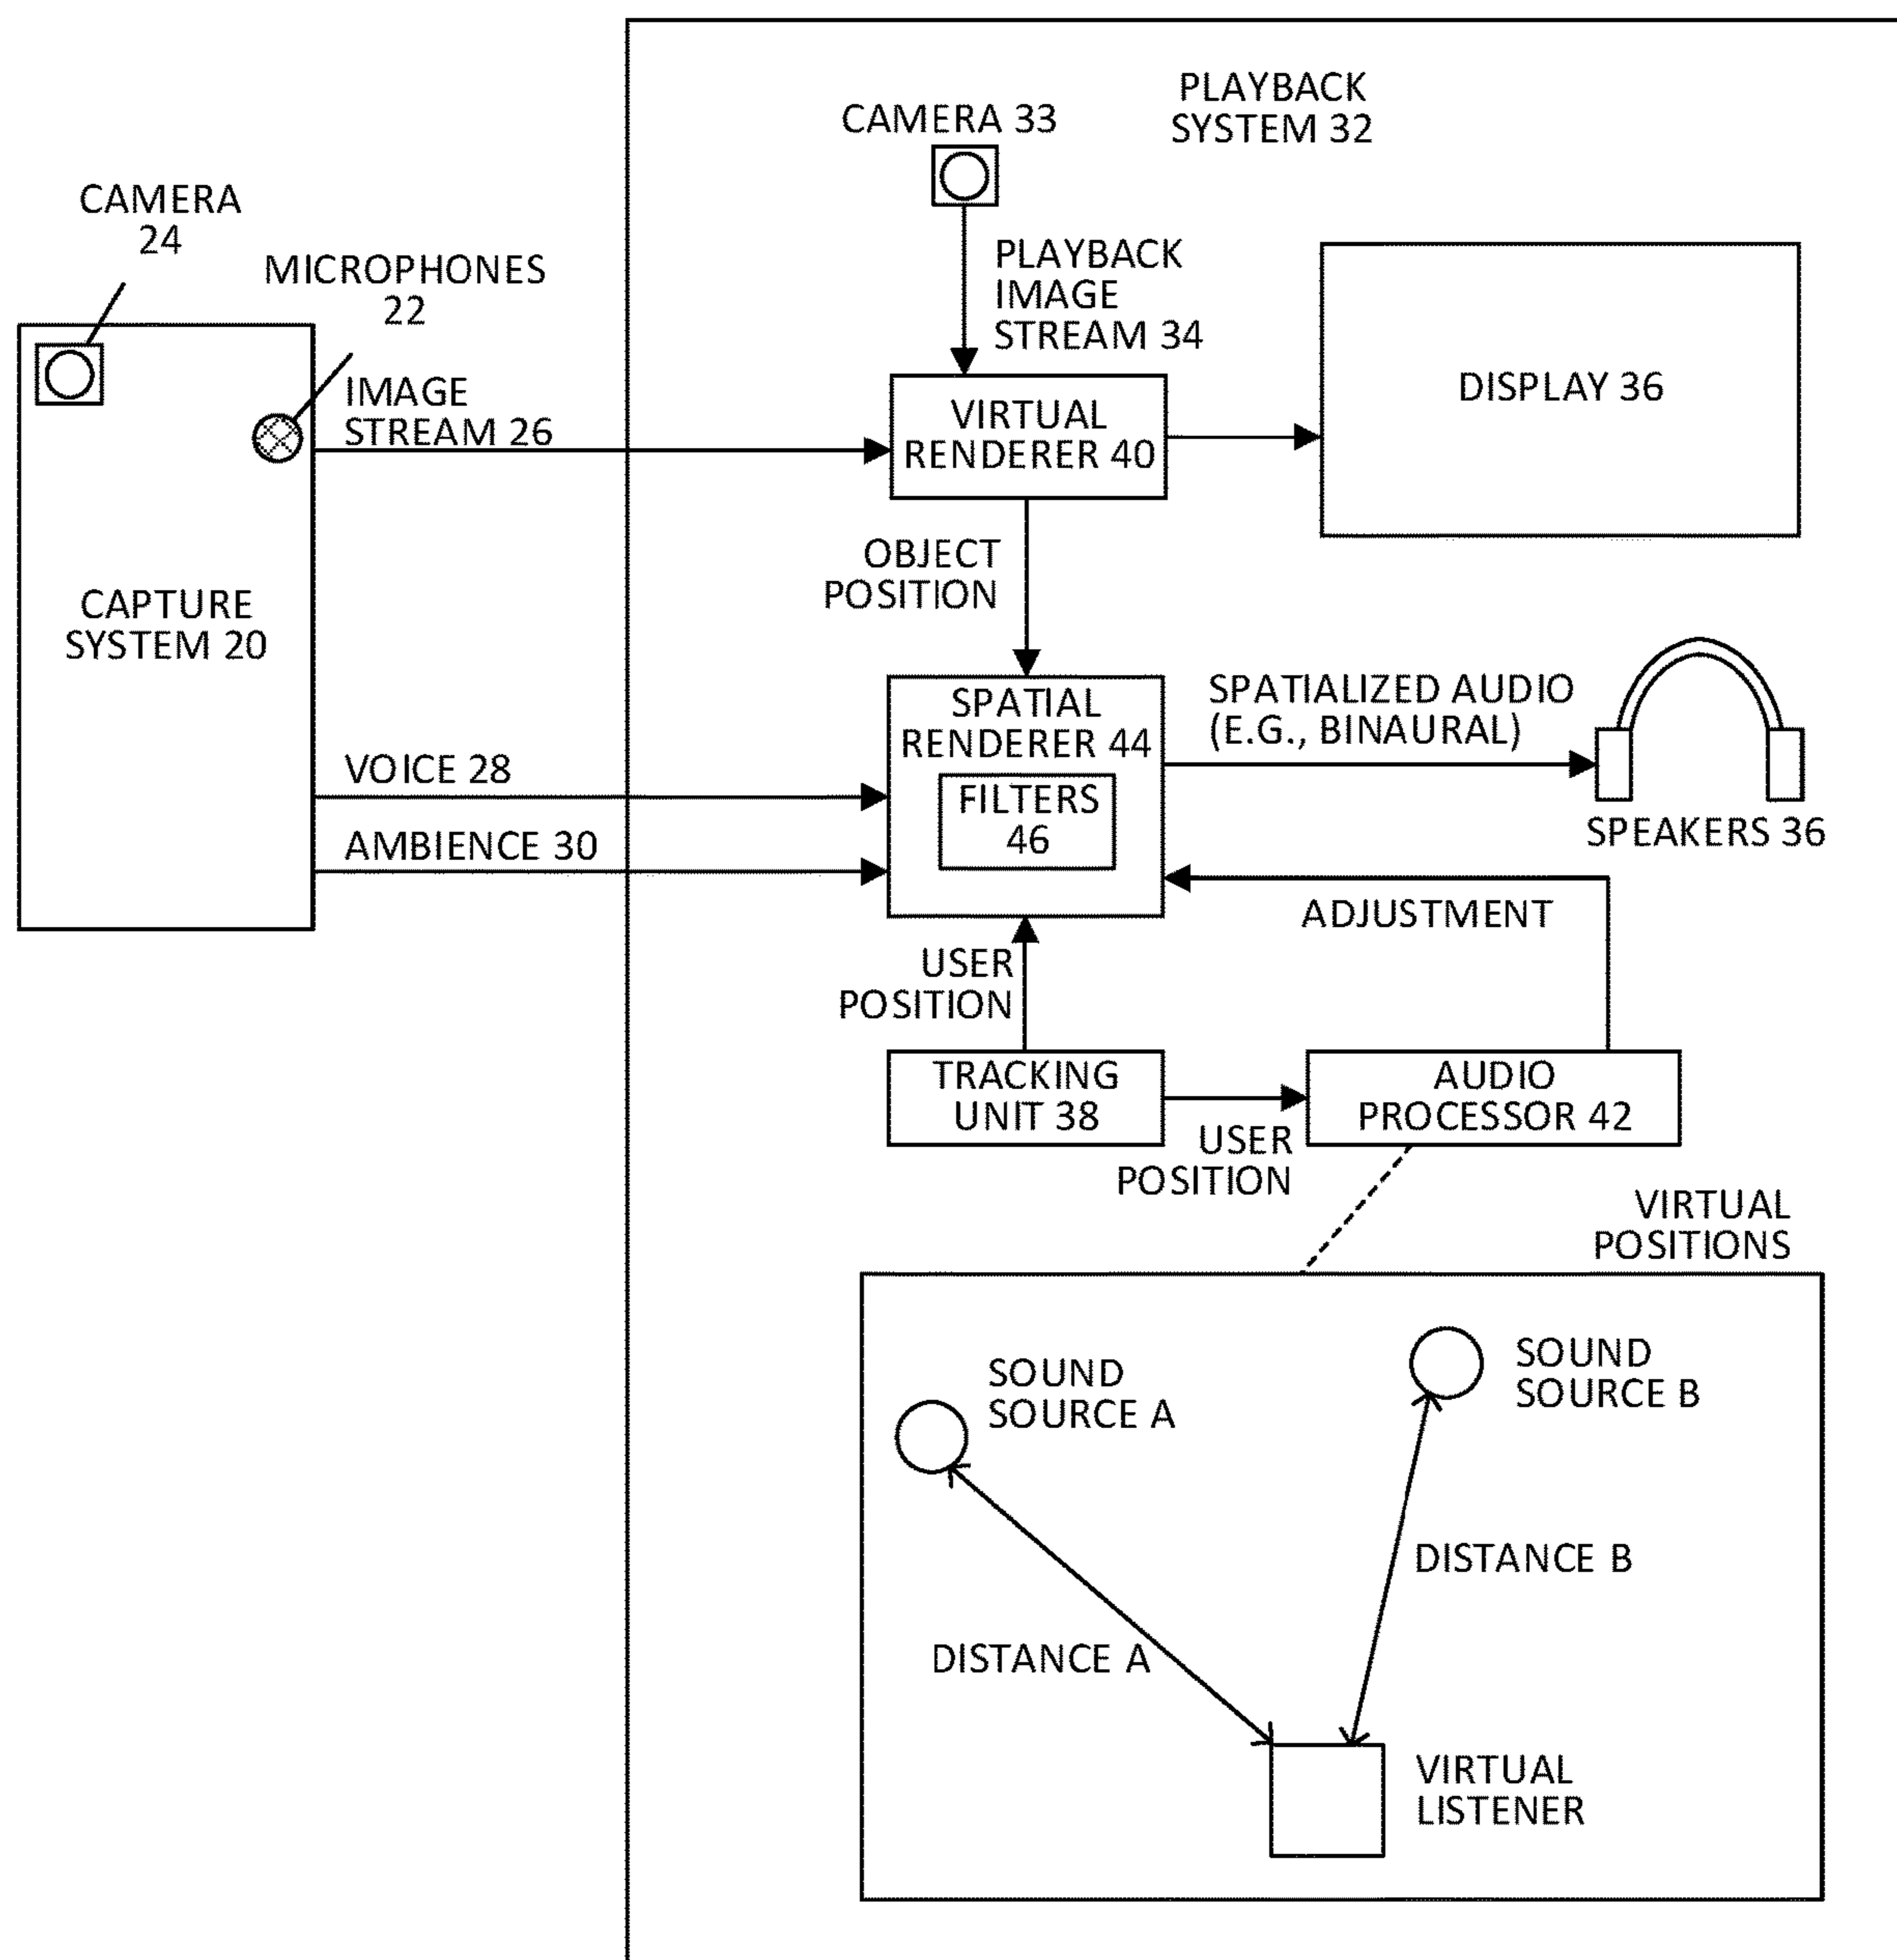 PLAYBACK
SYSTEM 32
CAMERA 33
CAMERA
24
MICROPHONES
22
PLAYBACK
IMAGE
STREAM 34
IMAGE
STREAM 26
VIRTUAL
RENDERER 40
DISPLAY 36
OBJECT
POSITION
CAPTURE
SYSTEM 20
SPATIAL
RENDERER 44
FILTERS
46
SPATIALIZED AUDIO
(E.G., BINAURAL)
VOICE 28
AMBIENCE 30
SPEAKERS 36
ADJUSTMENT
USER
POSITION
TRACKING
UNIT 38
AUDIO
PROCESSOR 42
USER
POSITION
VIRTUAL
POSITIONS
SOUND
SOURCE A
SOUND
SOURCE B
DISTANCE B
DISTANCE A
VIRTUAL
LISTENER